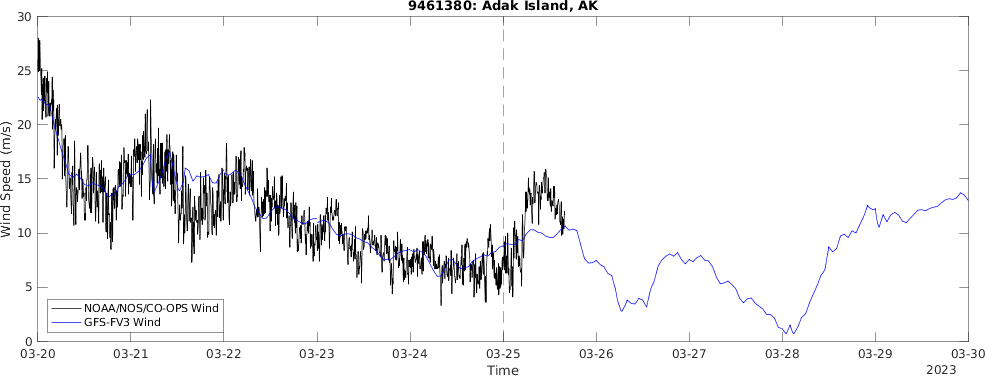 9461380: Adak Island, AK
30
25
20
15
10
5
0
Wind Speed (m/s)
NOAA/NOS/CO-OPS Wind
GFS-FV3 Wind
03-20 03-21 03-22 03-23 03-24 03-25 03-26 03-27 03-28 03-29 03-30
Time
2023